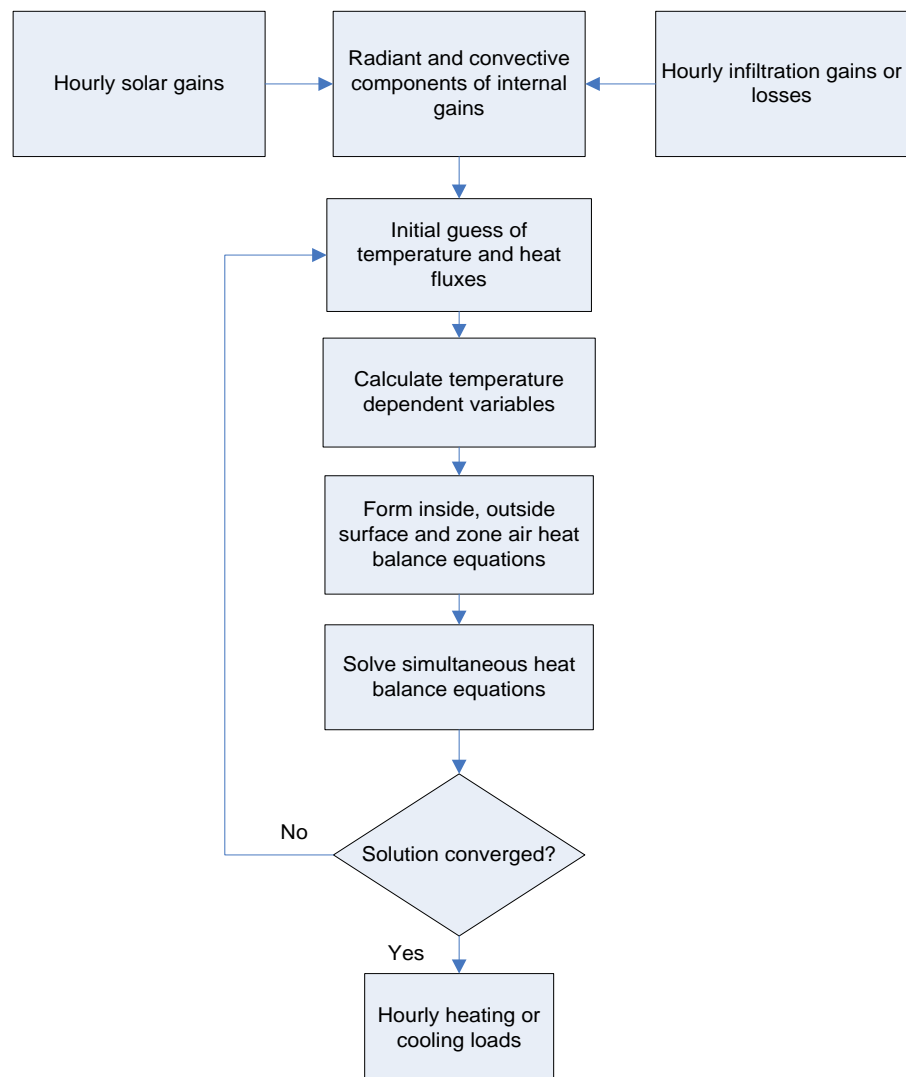 Hourly solar gains
Radiant and convective
components of internal
gains
Hourly infiltration gains or
losses
Initial guess of
temperature and heat
fluxes
Calculate temperature
dependent variables
Form inside, outside
surface and zone air heat
balance equations
Solve simultaneous heat
balance equations
No
Solution converged?
Yes
Hourly heating or
cooling loads